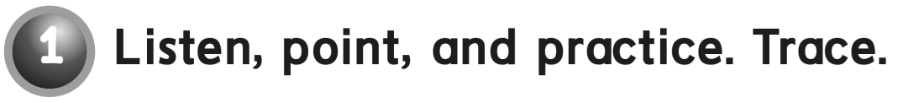 1 Listen, point, and practice. Trace.